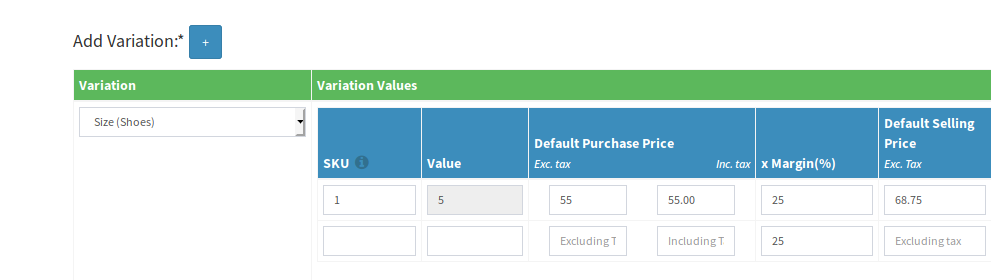 Add Variation:* +
Variation Variation Values
Size (Shoes)
Default Selling
Default Purchase Price Price
SKU i Value Exc. tax Inc. tax x Margin(%) Exc. Tax
1 5 55 55.00 25 68.75
Excluding T Including T 25 Excluding tax